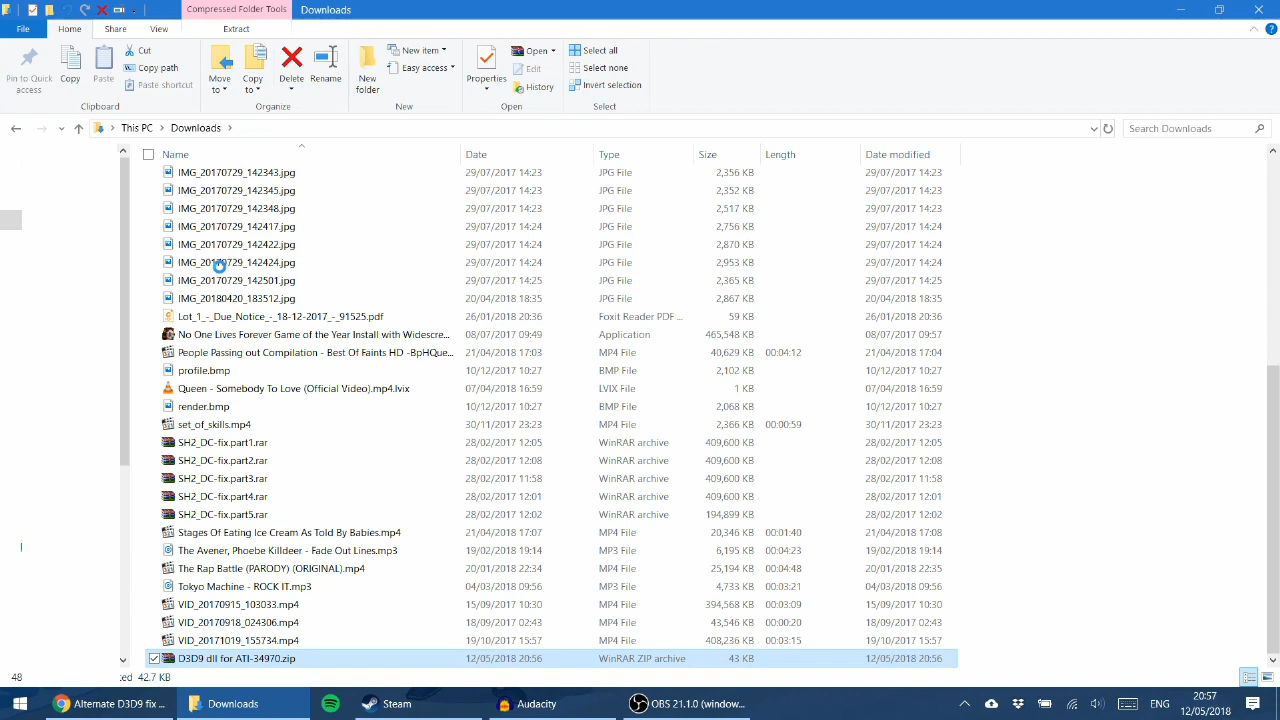 Compressed Folder Tools Downloads
File Home Share View Extract
Pin to Quick access
Copy
Paste
Cut
Copy path
Paste shortcut
Clipboard
Move to
Copy to
Delete
Rename
Organize
New folder
New item
Easy access
New
Properties
Open
Edit
History
Open
Select all
Select none
Invert selection
Select
This PC Downloads Search Downloads
Name Date Type Size Length Date modified
IMG_20170729_142343.jpg 29/07/2017 14:23 JPG File 2,356 KB 29/07/2017 14:23
IMG_20170729_142345.jpg 29/07/2017 14:23 JPG File 2,352 KB 29/07/2017 14:23
IMG_20170729_142348.jpg 29/07/2017 14:23 JPG File 2,517 KB 29/07/2017 14:23
IMG_20170729_142417.jpg 29/07/2017 14:24 JPG File 2,756 KB 29/07/2017 14:24
IMG_20170729_142422.jpg 29/07/2017 14:24 JPG File 2,870 KB 29/07/2017 14:24
IMG_20170729_142424.jpg 29/07/2017 14:24 JPG File 2,953 KB 29/07/2017 14:24
IMG_20170729_142501.jpg 29/07/2017 14:25 JPG File 2,365 KB 29/07/2017 14:25
IMG_20180420_183512.jpg 20/04/2018 18:35 JPG File 2,867 KB 20/04/2018 18:35
Lot_1_-_Due_Notice_-_18-12-2017_-_91525.pdf 26/01/2018 20:36 Foxit Reader PDF ... 59 KB 26/01/2018 20:36
No One Lives Forever Game of the Year Install with Widescre... 08/07/2017 09:49 Application 465,548 KB 08/07/2017 09:57
People Passing out Compilation - Best Of Faints HD -BpHQue... 21/04/2018 17:03 MP4 File 40,629 KB 00:04:12 21/04/2018 17:04
profile.bmp 10/12/2017 10:27 BMP File 2,102 KB 10/12/2017 10:27
Queen - Somebody To Love (Official Video).mp4.lvix 07/04/2018 16:59 LVIX File 1 KB 07/04/2018 16:59
render.bmp 10/12/2017 10:27 BMP File 2,068 KB 10/12/2017 10:27
set_of_skills.mp4 30/11/2017 23:23 MP4 File 2,366 KB 00:00:59 30/11/2017 23:23
SH2_DC-fix.part1.rar 28/02/2017 12:05 WinRAR archive 409,600 KB 28/02/2017 12:05
SH2_DC-fix.part2.rar 28/02/2017 12:08 WinRAR archive 409,600 KB 28/02/2017 12:08
SH2_DC-fix.part3.rar 28/02/2017 11:58 WinRAR archive 409,600 KB 28/02/2017 11:58
SH2_DC-fix.part4.rar 28/02/2017 12:01 WinRAR archive 409,600 KB 28/02/2017 12:01
SH2_DC-fix.part5.rar 28/02/2017 12:02 WinRAR archive 194,899 KB 28/02/2017 12:02
Stages Of Eating Ice Cream As Told By Babies.mp4 21/04/2018 17:07 MP4 File 20,346 KB 00:01:40 21/04/2018 17:08
The Avener, Phoebe Killdeer - Fade Out Lines.mp3 19/02/2018 19:14 MP3 File 6,195 KB 00:04:23 19/02/2018 19:14
The Rap Battle (PARODY) (ORIGINAL).mp4 20/01/2018 22:34 MP4 File 25,194 KB 00:04:48 20/01/2018 22:35
Tokyo Machine - ROCK IT.mp3 04/03/2018 09:56 MP3 File 4,733 KB 00:03:21 04/03/2018 09:56
VID_20170915_103033.mp4 15/09/2017 10:30 MP4 File 394,568 KB 00:03:09 15/09/2017 10:30
VID_20170918_024306.mp4 18/09/2017 02:43 MP4 File 43,546 KB 00:00:20 18/09/2017 02:43
VID_20171019_155734.mp4 19/10/2017 15:57 MP4 File 408,236 KB 00:03:15 19/10/2017 15:57
D3D9 dll for ATI-34970.zip 12/05/2018 20:56 WinRAR ZIP archive 43 KB 12/05/2018 20:56
48 cted 42.7 KB
Alternate D3D9 fix ... Downloads Steam Audacity OBS 21.1.0 (window... ENG 20:57
12/05/2018